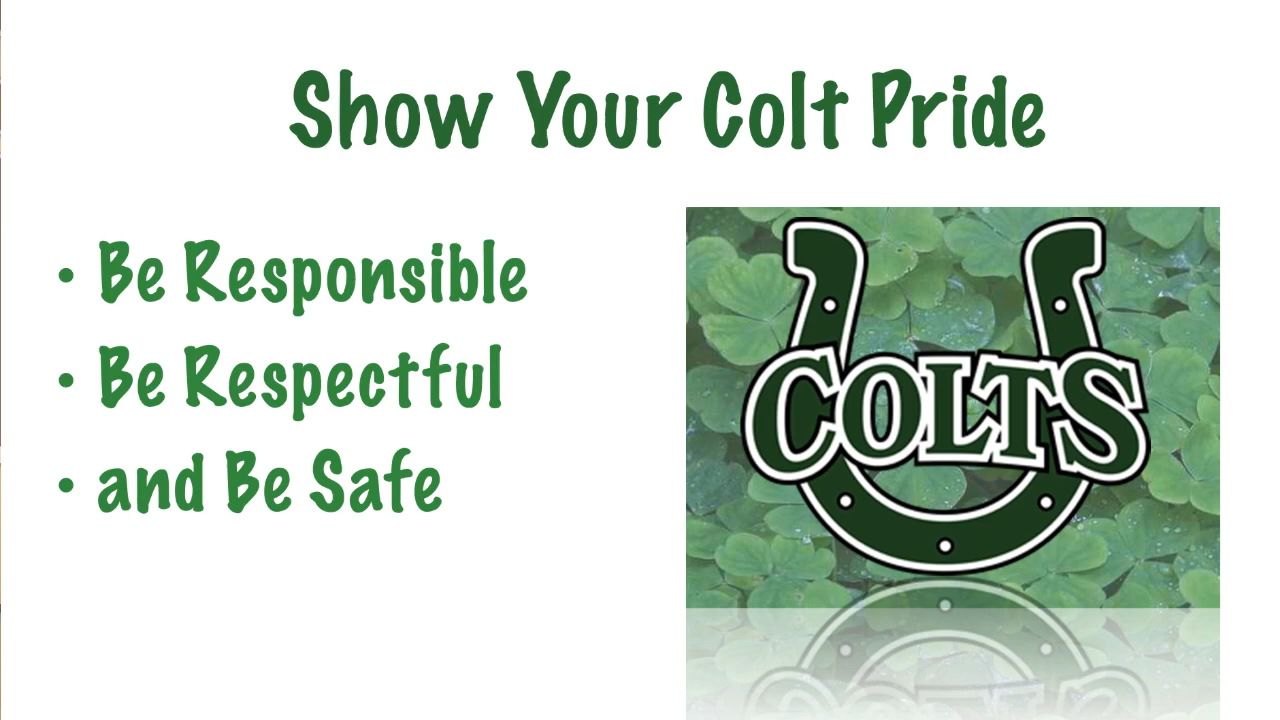 Show Your Colt Pride
• Be Responsible
• Be Respectful
• and Be Safe
COLTS